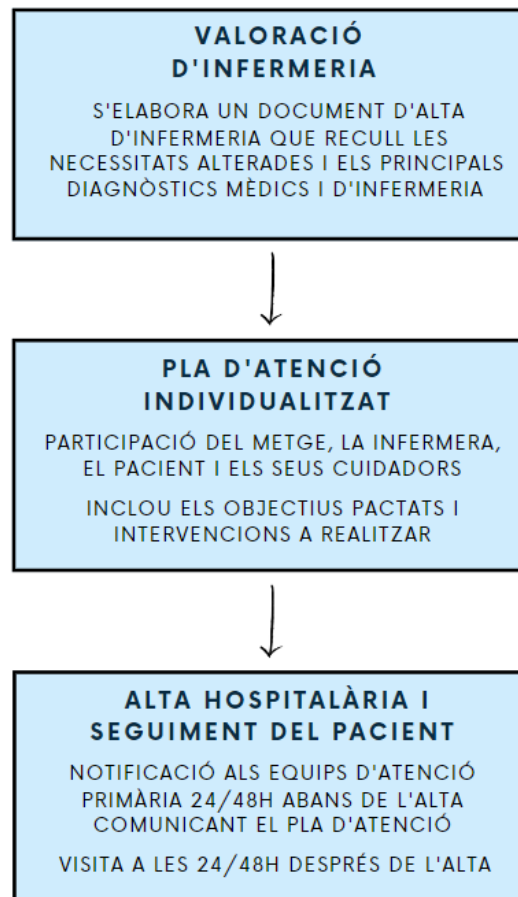 VALORACIÓ
D'INFERMERIA
S'ELABORA UN DOCUMENT D'ALTA
D'INFERMERIA QUE RECULL LES
NECESSITATS ALTERADES I ELS PRINCIPALS
DIAGNÒSTICS MÈDICS I D'INFERMERIA
PLA D'ATENCIÓ
INDIVIDUALITZAT
PARTICIPACIÓ DEL METGE, LA INFERMERA,
EL PACIENT I ELS SEUS CUIDADORS
INCLOU ELS OBJECTIUS PACTATS I
INTERVENCIONS A REALITZAR
ALTA HOSPITALÀRIA I
SEGUIMENT DEL PACIENT
NOTIFICACIÓ ALS EQUIPS D'ATENCIÓ
PRIMÀRIA 24/48H ABANS DE L'ALTA
COMUNICANT EL PLA D'ATENCIÓ
VISITA A LES 24/48H DESPRÉS DE L'ALTA